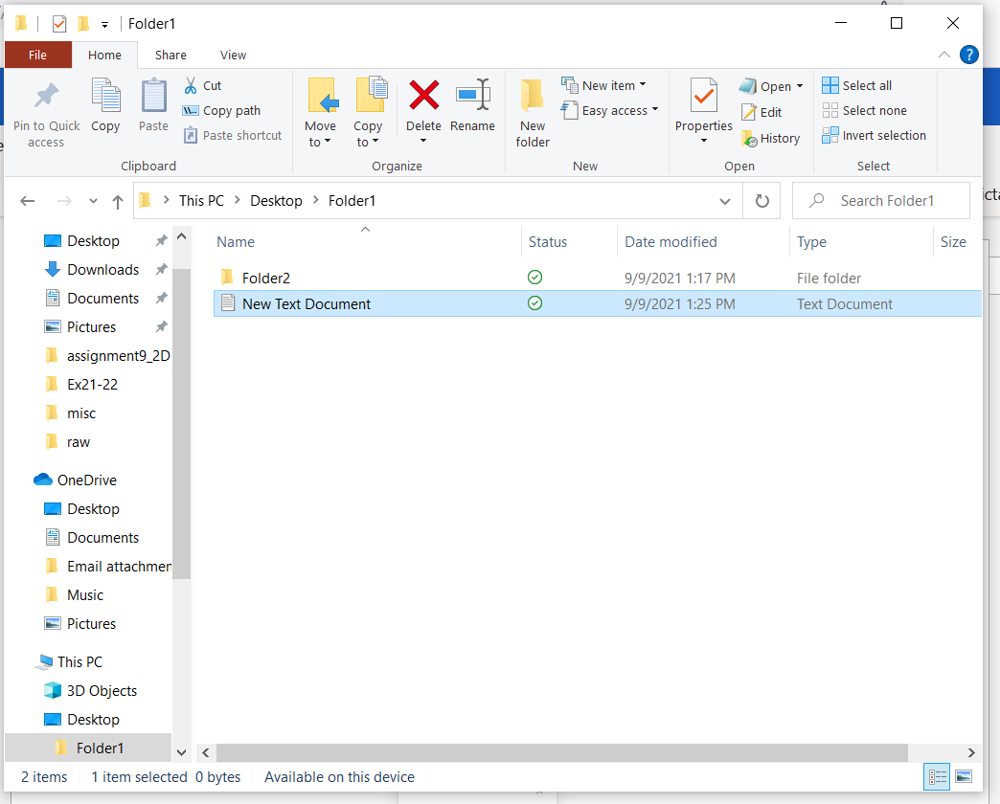 Folder1
File Home Share View
Pin to Quick access
Copy
Paste
Cut
Copy path
Paste shortcut
Clipboard
Move to
Copy to
Delete
Rename
Organize
New folder
New item
Easy access
New
Properties
Open
Edit
History
Open
Select all
Select none
Invert selection
Select
This PC > Desktop > Folder1
Search Folder1
Desktop
Downloads
Documents
Pictures
assignment9_2D
Ex21-22
misc
raw
OneDrive
Desktop
Documents
Email attachmen
Music
Pictures
This PC
3D Objects
Desktop
Folder1
Name Status Date modified Type Size
Folder2 9/9/2021 1:17 PM File folder
New Text Document 9/9/2021 1:25 PM Text Document
2 items 1 item selected 0 bytes Available on this device